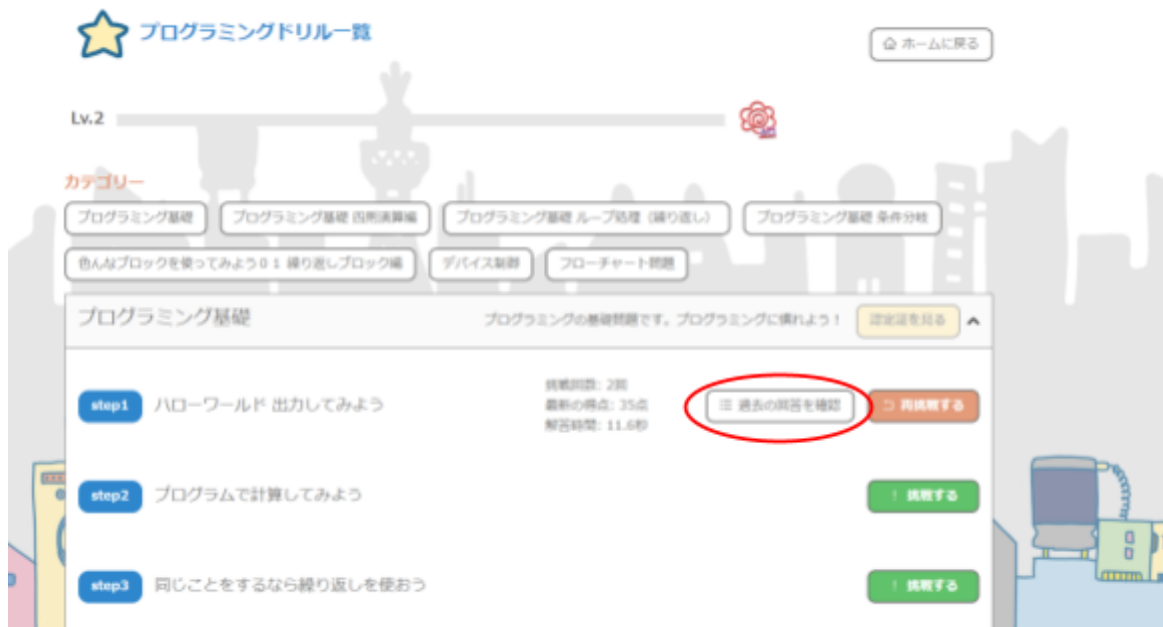 プログラミングドリル一覧
ホームに戻る
Lv.2
カテゴリー
プログラミング基礎 プログラミング基礎 四則演算編 プログラミング基礎 ループ処理（繰り返し） プログラミング基礎 条件分岐
色んなブロックを使ってみよう01 繰り返しブロック編 デバイス制御 フローチャート問題
プログラミング基礎 プログラミングの基礎問題です。プログラミングに慣れよう！ 認定証を見る
挑戦回数: 2回
step1 ハローワールド 出力してみよう 最新の得点: 35点 過去の回答を確認 再挑戦する
解答時間: 11.6秒
step2 プログラムで計算してみよう ! 挑戦する
step3 同じことをするなら繰り返しを使おう ! 挑戦する